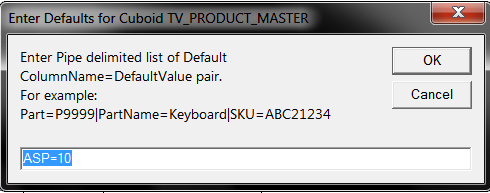 Enter Defaults for Cuboid TV_PRODUCT_MASTER
Enter Pipe delimited list of Default
ColumnName=DefaultValue pair.
For example:
Part=P9999|PartName=Keyboard|SKU=ABC21234
OK
Cancel
ASP=10